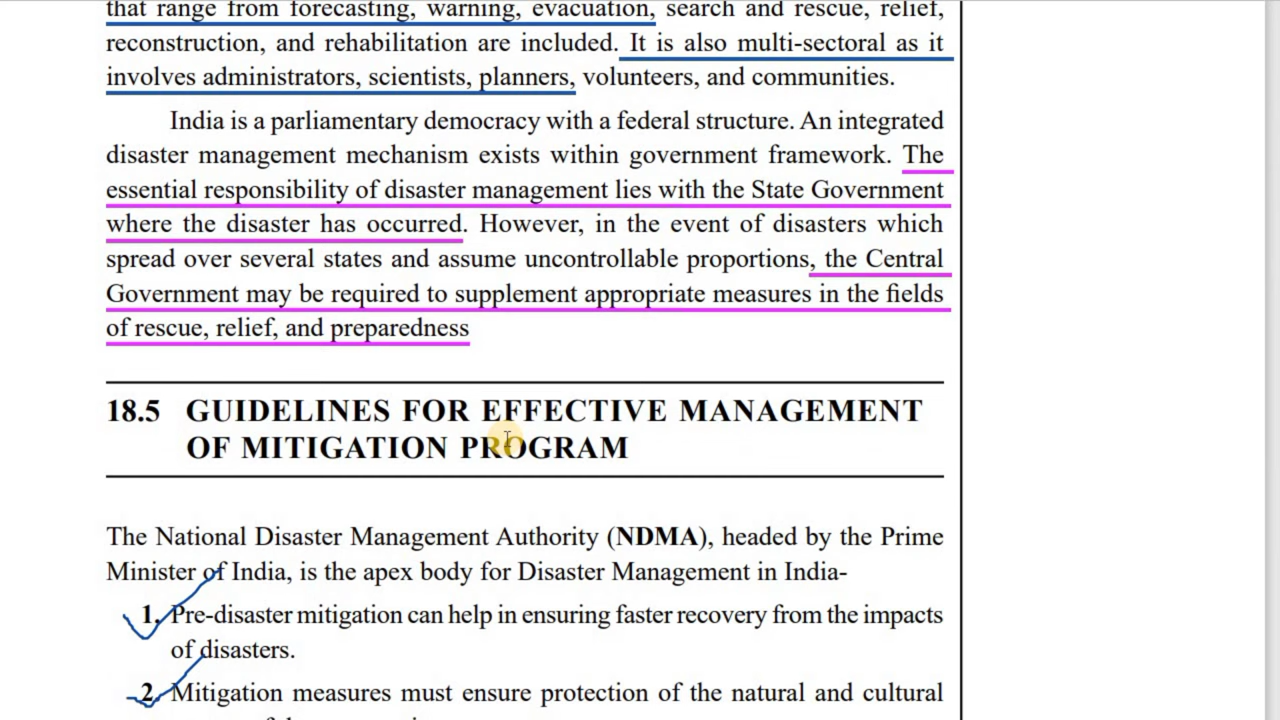 that range from forecasting, warning, evacuation, search and rescue, relief,
reconstruction, and rehabilitation are included. It is also multi-sectoral as it
involves administrators, scientists, planners, volunteers, and communities.
India is a parliamentary democracy with a federal structure. An integrated
disaster management mechanism exists within government framework. The
essential responsibility of disaster management lies with the State Government
where the disaster has occurred. However, in the event of disasters which
spread over several states and assume uncontrollable proportions, the Central
Government may be required to supplement appropriate measures in the fields
of rescue, relief, and preparedness
18.5 GUIDELINES FOR EFFECTIVE MANAGEMENT
OF MITIGATION PROGRAM
The National Disaster Management Authority (NDMA), headed by the Prime
Minister of India, is the apex body for Disaster Management in India-
1. Pre-disaster mitigation can help in ensuring faster recovery from the impacts
of disasters.
2. Mitigation measures must ensure protection of the natural and cultural